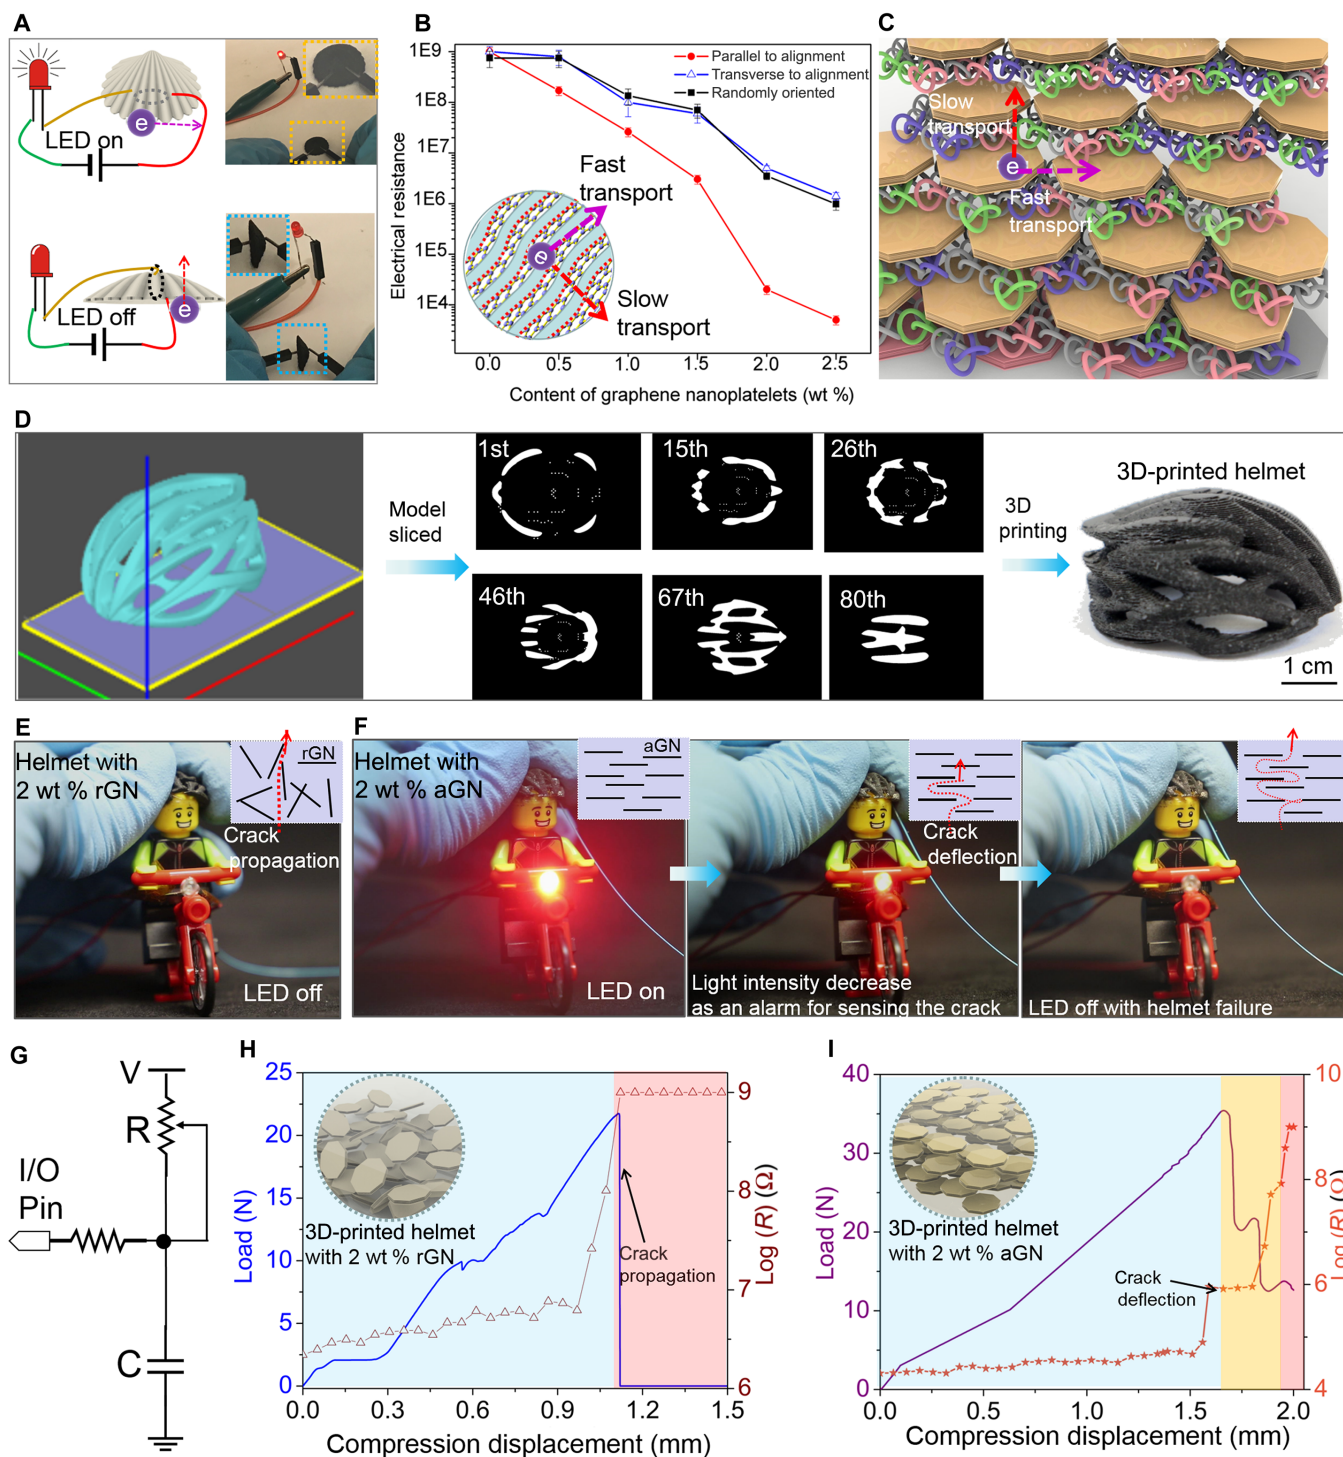 A
LED on
e
LED off
e
B
1E9
1E8
1E7
1E6
1E5
1E4
Electrical resistance
Parallel to alignment
Transverse to alignment
Randomly oriented
Fast
transport
e
Slow
transport
0.0 0.5 1.0 1.5 2.0 2.5
Content of graphene nanoplatelets (wt %)
C
Slow
transport
e
Fast
transport
D
Model
sliced
1st
15th
26th
46th
67th
80th
3D
printing
3D-printed helmet
1 cm
E
Helmet with
2 wt % rGN
rGN
Crack
propagation
LED off
F
Helmet with
2 wt % aGN
aGN
LED on
Crack
deflection
Light intensity decrease
as an alarm for sensing the crack
LED off with helmet failure
G
V
R
I/O
Pin
C
H
25
20
15
10
5
0
Load (N)
3D-printed helmet
with 2 wt % rGN
Crack
propagation
9
8
7
6
Log (R) (Ω)
0.0 0.3 0.6 0.9 1.2 1.5
Compression displacement (mm)
I
40
30
20
10
0
Load (N)
3D-printed helmet
with 2 wt % aGN
Crack
deflection
10
8
6
4
Log (R) (Ω)
0.0 0.5 1.0 1.5 2.0
Compression displacement (mm)